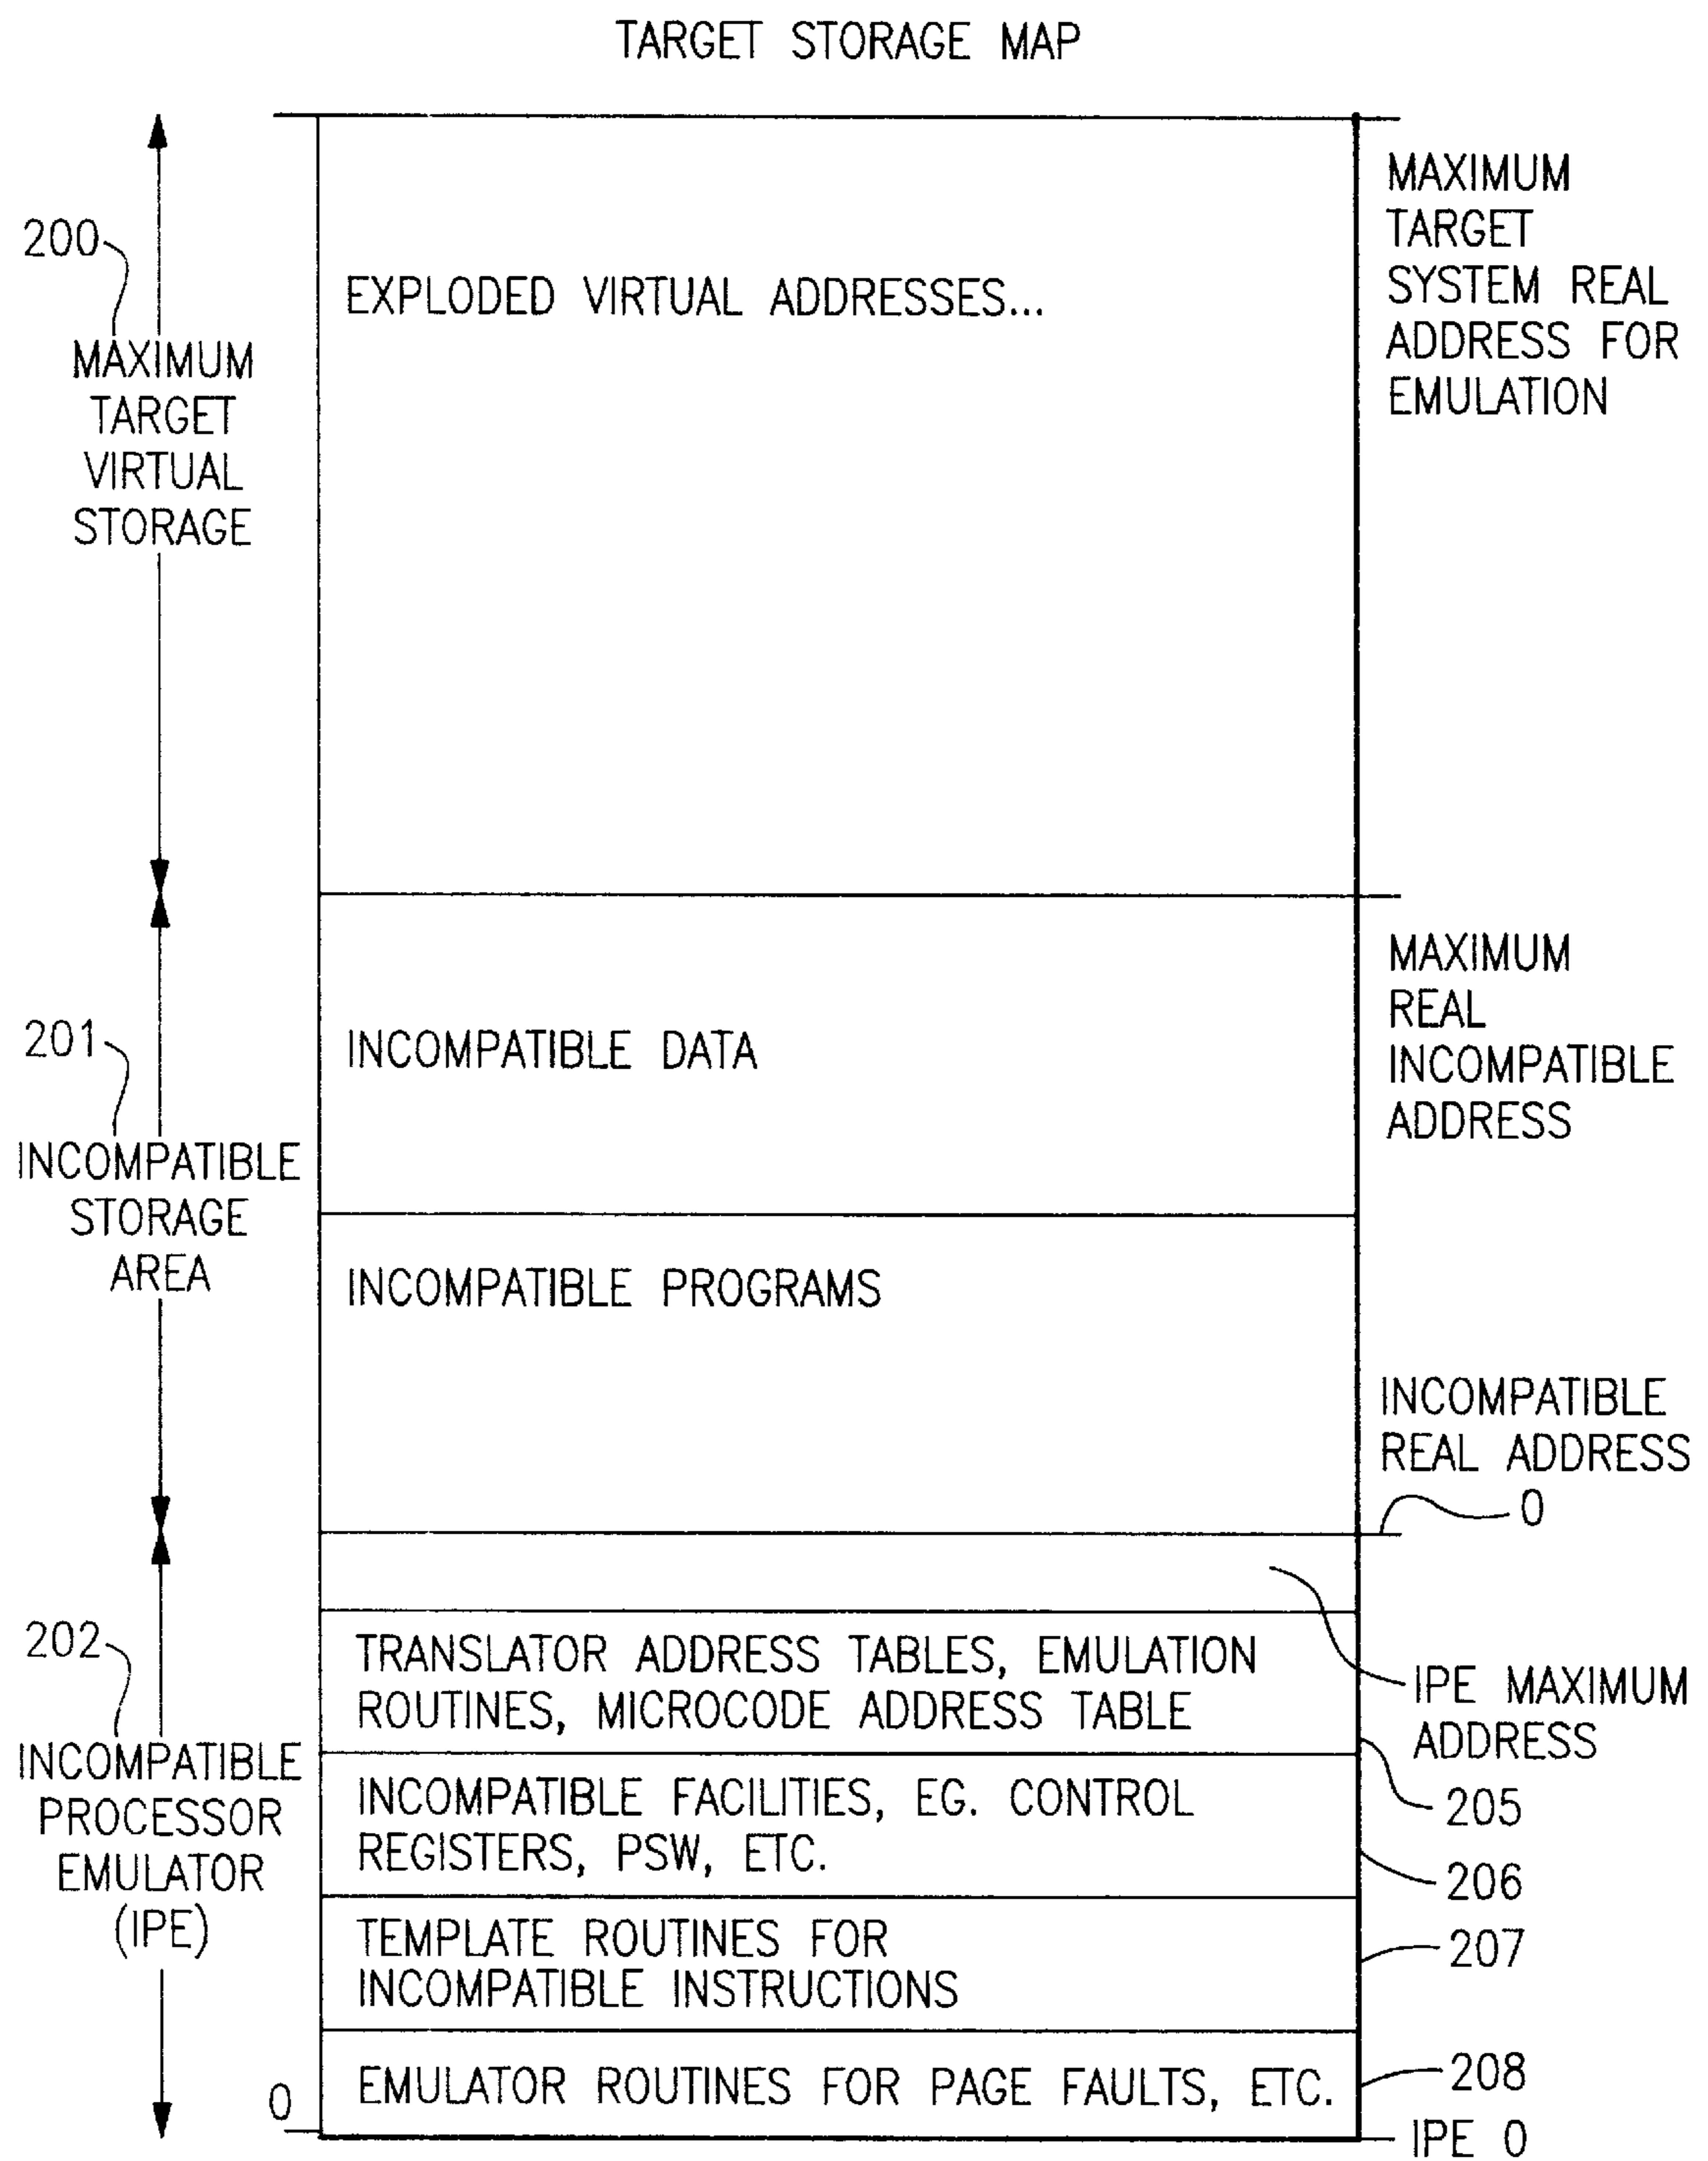 TARGET STORAGE MAP
200
MAXIMUM
TARGET
VIRTUAL
STORAGE
EXPLODED VIRTUAL ADDRESSES...
MAXIMUM
TARGET
SYSTEM REAL
ADDRESS FOR
EMULATION
201
INCOMPATIBLE
STORAGE
AREA
INCOMPATIBLE DATA
MAXIMUM
REAL
INCOMPATIBLE
ADDRESS
INCOMPATIBLE PROGRAMS
INCOMPATIBLE
REAL ADDRESS
0
202
INCOMPATIBLE
PROCESSOR
EMULATOR
(IPE)
TRANSLATOR ADDRESS TABLES, EMULATION
ROUTINES, MICROCODE ADDRESS TABLE
IPE MAXIMUM
ADDRESS
205
INCOMPATIBLE FACILITIES, EG. CONTROL
REGISTERS, PSW, ETC.
206
TEMPLATE ROUTINES FOR
INCOMPATIBLE INSTRUCTIONS
207
EMULATOR ROUTINES FOR PAGE FAULTS, ETC.
208
0
IPE 0